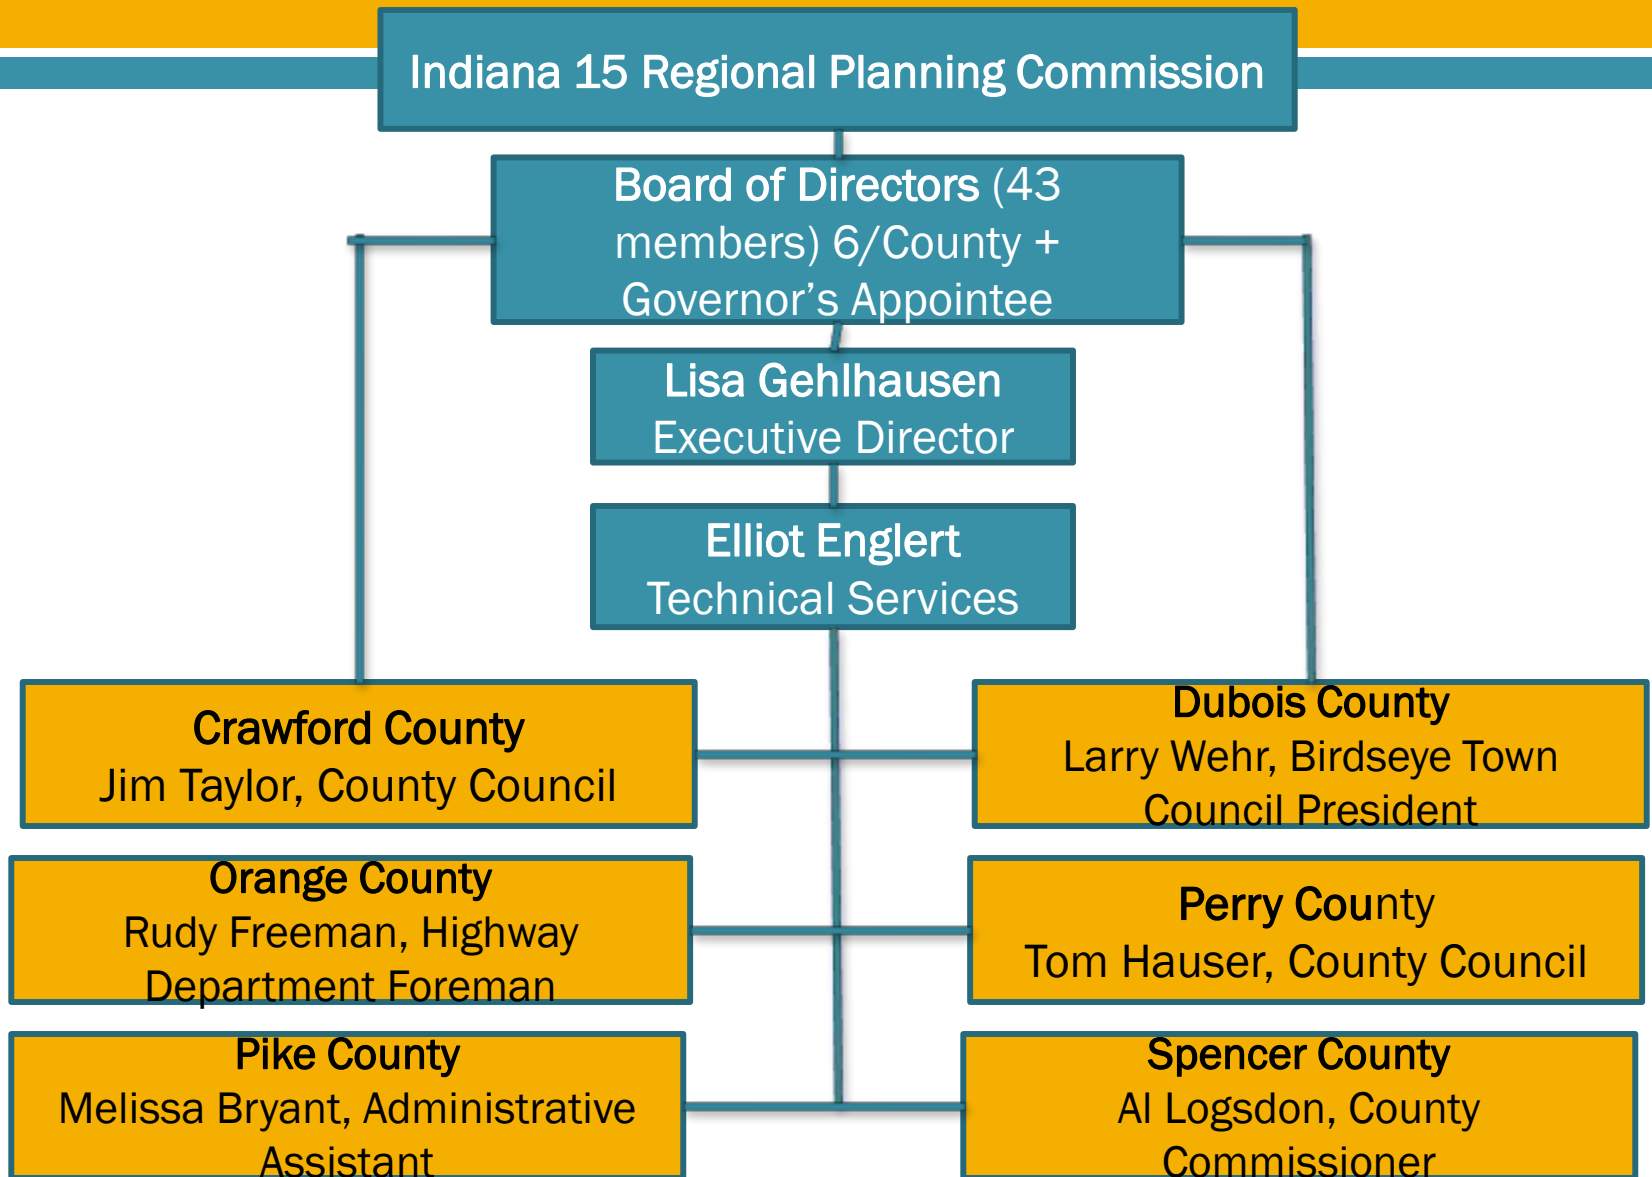 Indiana 15 Regional Planning Commission
Board of Directors (43
members) 6/County +
Governor’s Appointee
Lisa Gehlhausen
Executive Director
Elliot Englert
Technical Services
Crawford County
Jim Taylor, County Council
Dubois County
Larry Wehr, Birdseye Town
Council President
Orange County
Rudy Freeman, Highway
Department Foreman
Perry County
Tom Hauser, County Council
Pike County
Melissa Bryant, Administrative
Assistant
Spencer County
Al Logsdon, County
Commissioner